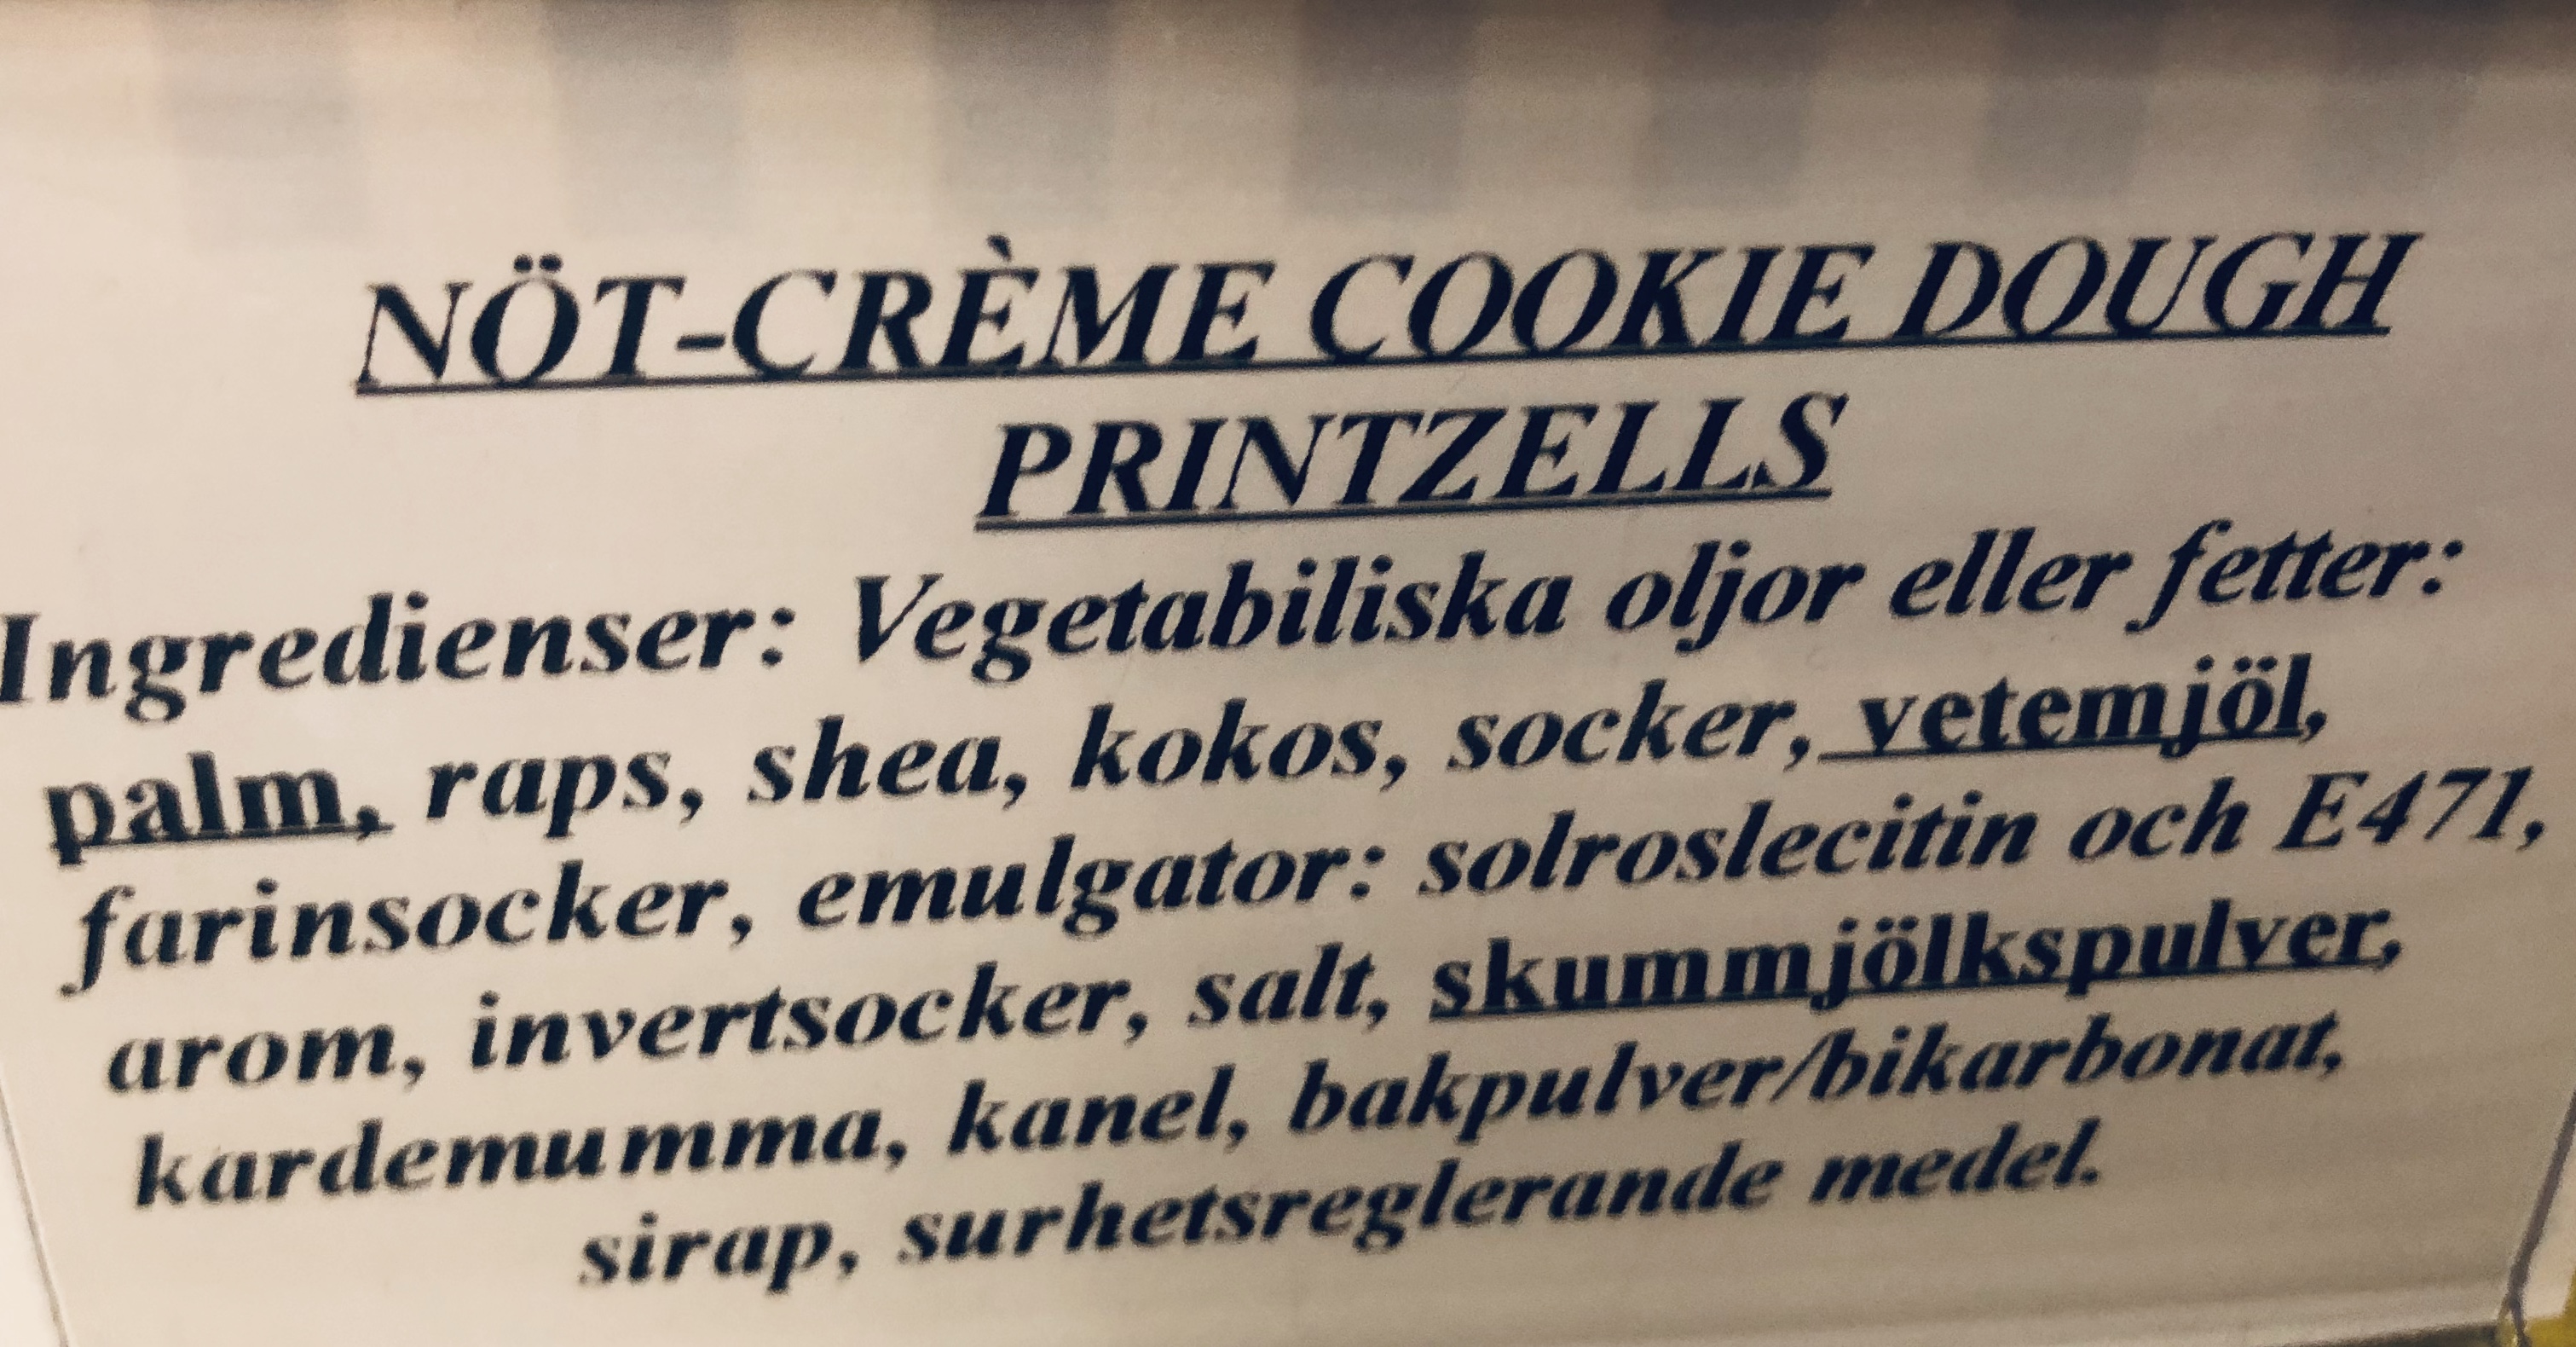 NÖT-CRÈME COOKIE DOUGH
PRINTZELLS
Ingredienser: Vegetabiliska oljor eller fetter:
palm, raps, shea, kokos, socker, vetemjöl,
farinsocker, emulgator: solroslecitin och E471,
arom, invertsocker, salt, skummjölkspulver,
kardemumma, kanel, bakpulver/bikarbonat,
sirap, surhetsreglerande medel.